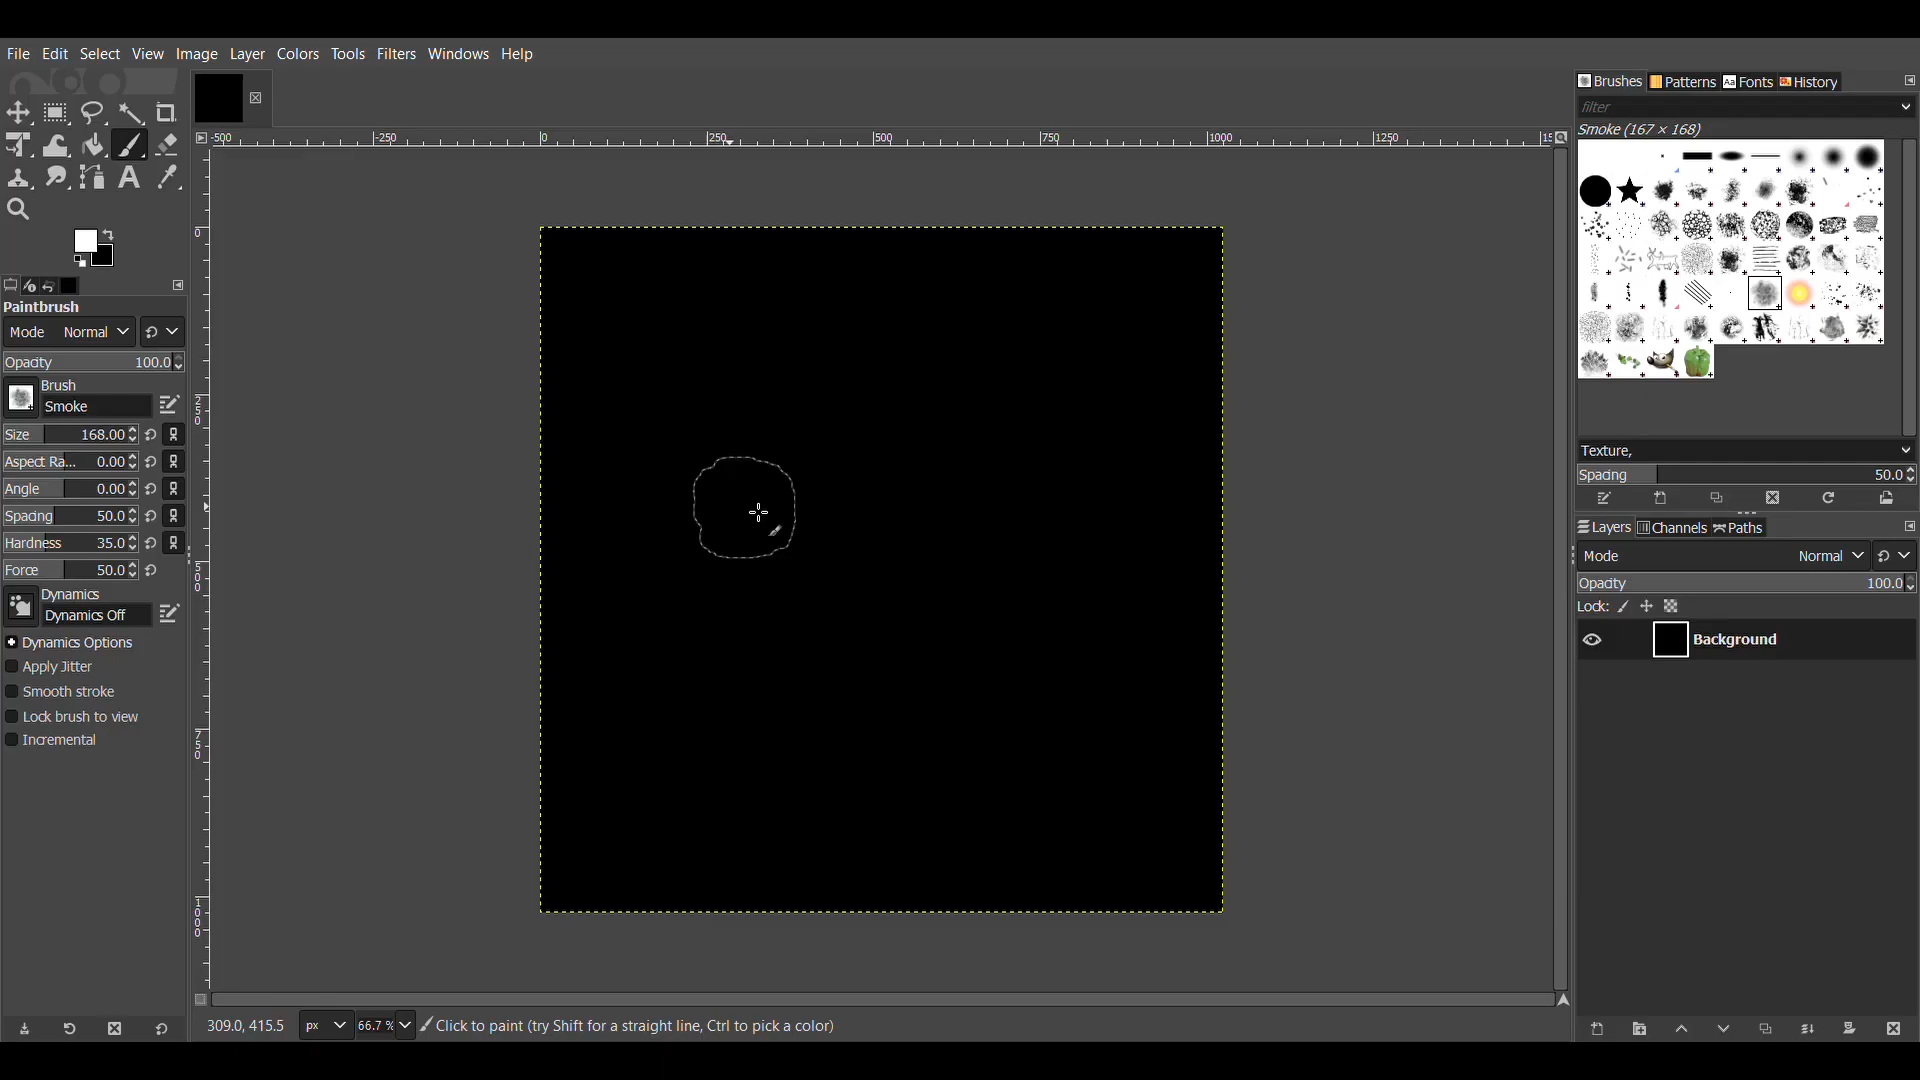 File Edit Select View Image Layer Colors Tools Filters Windows Help
Brushes Patterns Fonts History
filter
Smoke (167 × 168)
-500 -250 0 250 500 750 1000 1250
0
250
500
750
1000
Paintbrush
Mode Normal
Opacity 100.0
Brush
Smoke
Size 168.00
Aspect Ra... 0.00
Angle 0.00
Spacing 50.0
Hardness 35.0
Force 50.0
Dynamics
Dynamics Off
Dynamics Options
Apply Jitter
Smooth stroke
Lock brush to view
Incremental
Texture,
Spacing 50.0
Layers Channels Paths
Mode Normal
Opacity 100.0
Lock:
Background
309.0, 415.5 px 66.7 % Click to paint (try Shift for a straight line, Ctrl to pick a color)